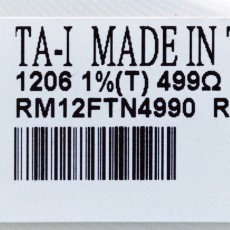 TA-I MADE IN
1206 1%(T) 499Ω
RM12FTN4990 R